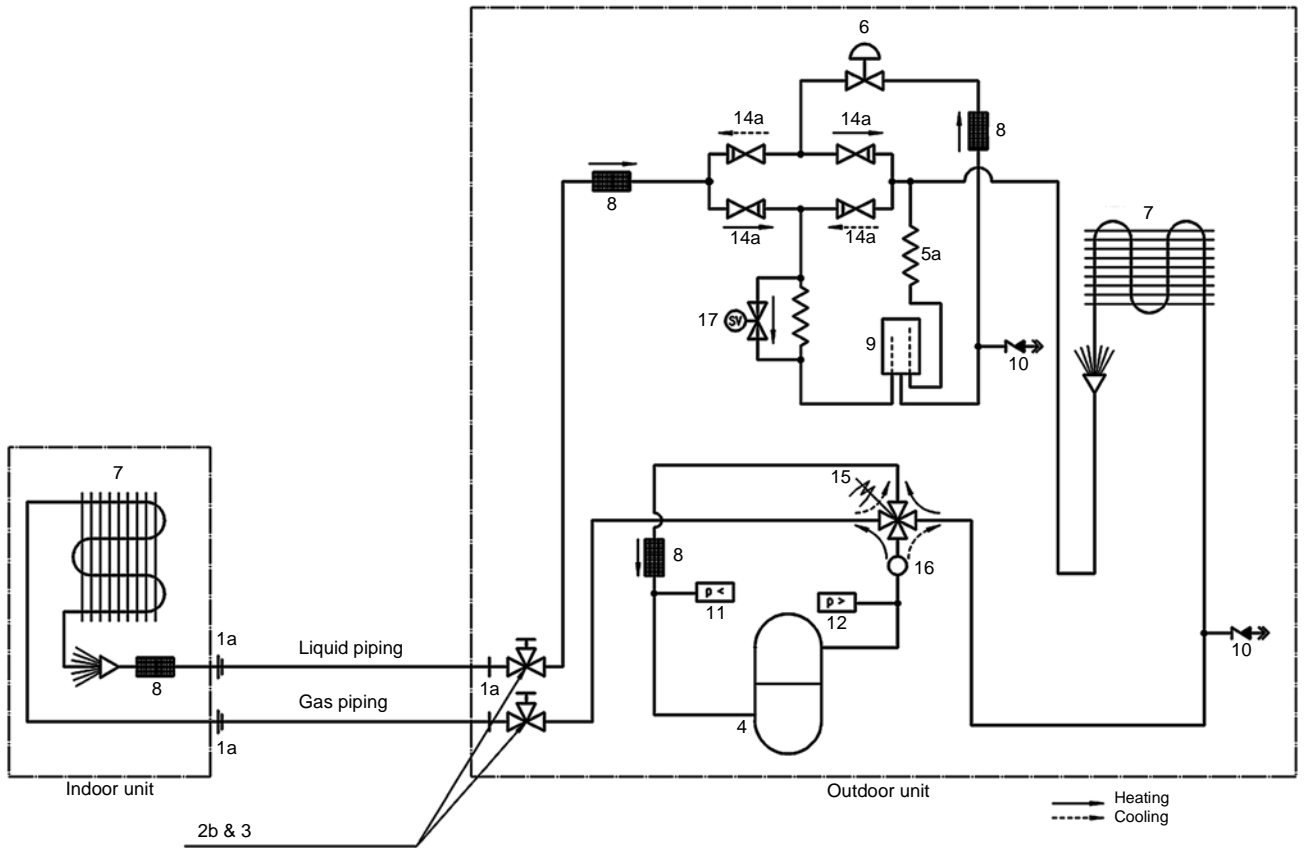 6
14a
14a
8
8
7
14a
14a
5a
17
SV
9
10
7
15
8
16
p <
p >
11
12
1a
Liquid piping
10
8
1a
Gas piping
4
1a
Indoor unit
Outdoor unit
Heating
Cooling
2b & 3